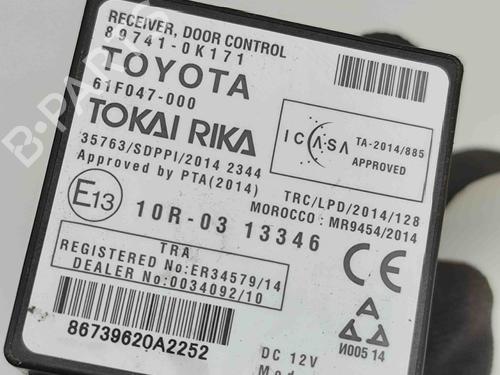 RECEIVER, DOOR CONTROL
89741-0K171
TOYOTA
61F047-000
TOKAI RIKA
35763/SDPPI/2014 2344
Approved by PTA(2014)
ICASA TA-2014/885
APPROVED
TRC/LPD/2014/128
MOROCCO : MR9454/2014
E13 10R-03 13346
TRA
REGISTERED No:ER34579/14
DEALER No:0034092/10
CE
86739620A2252
И005 14
DC 12V
B-PARTS